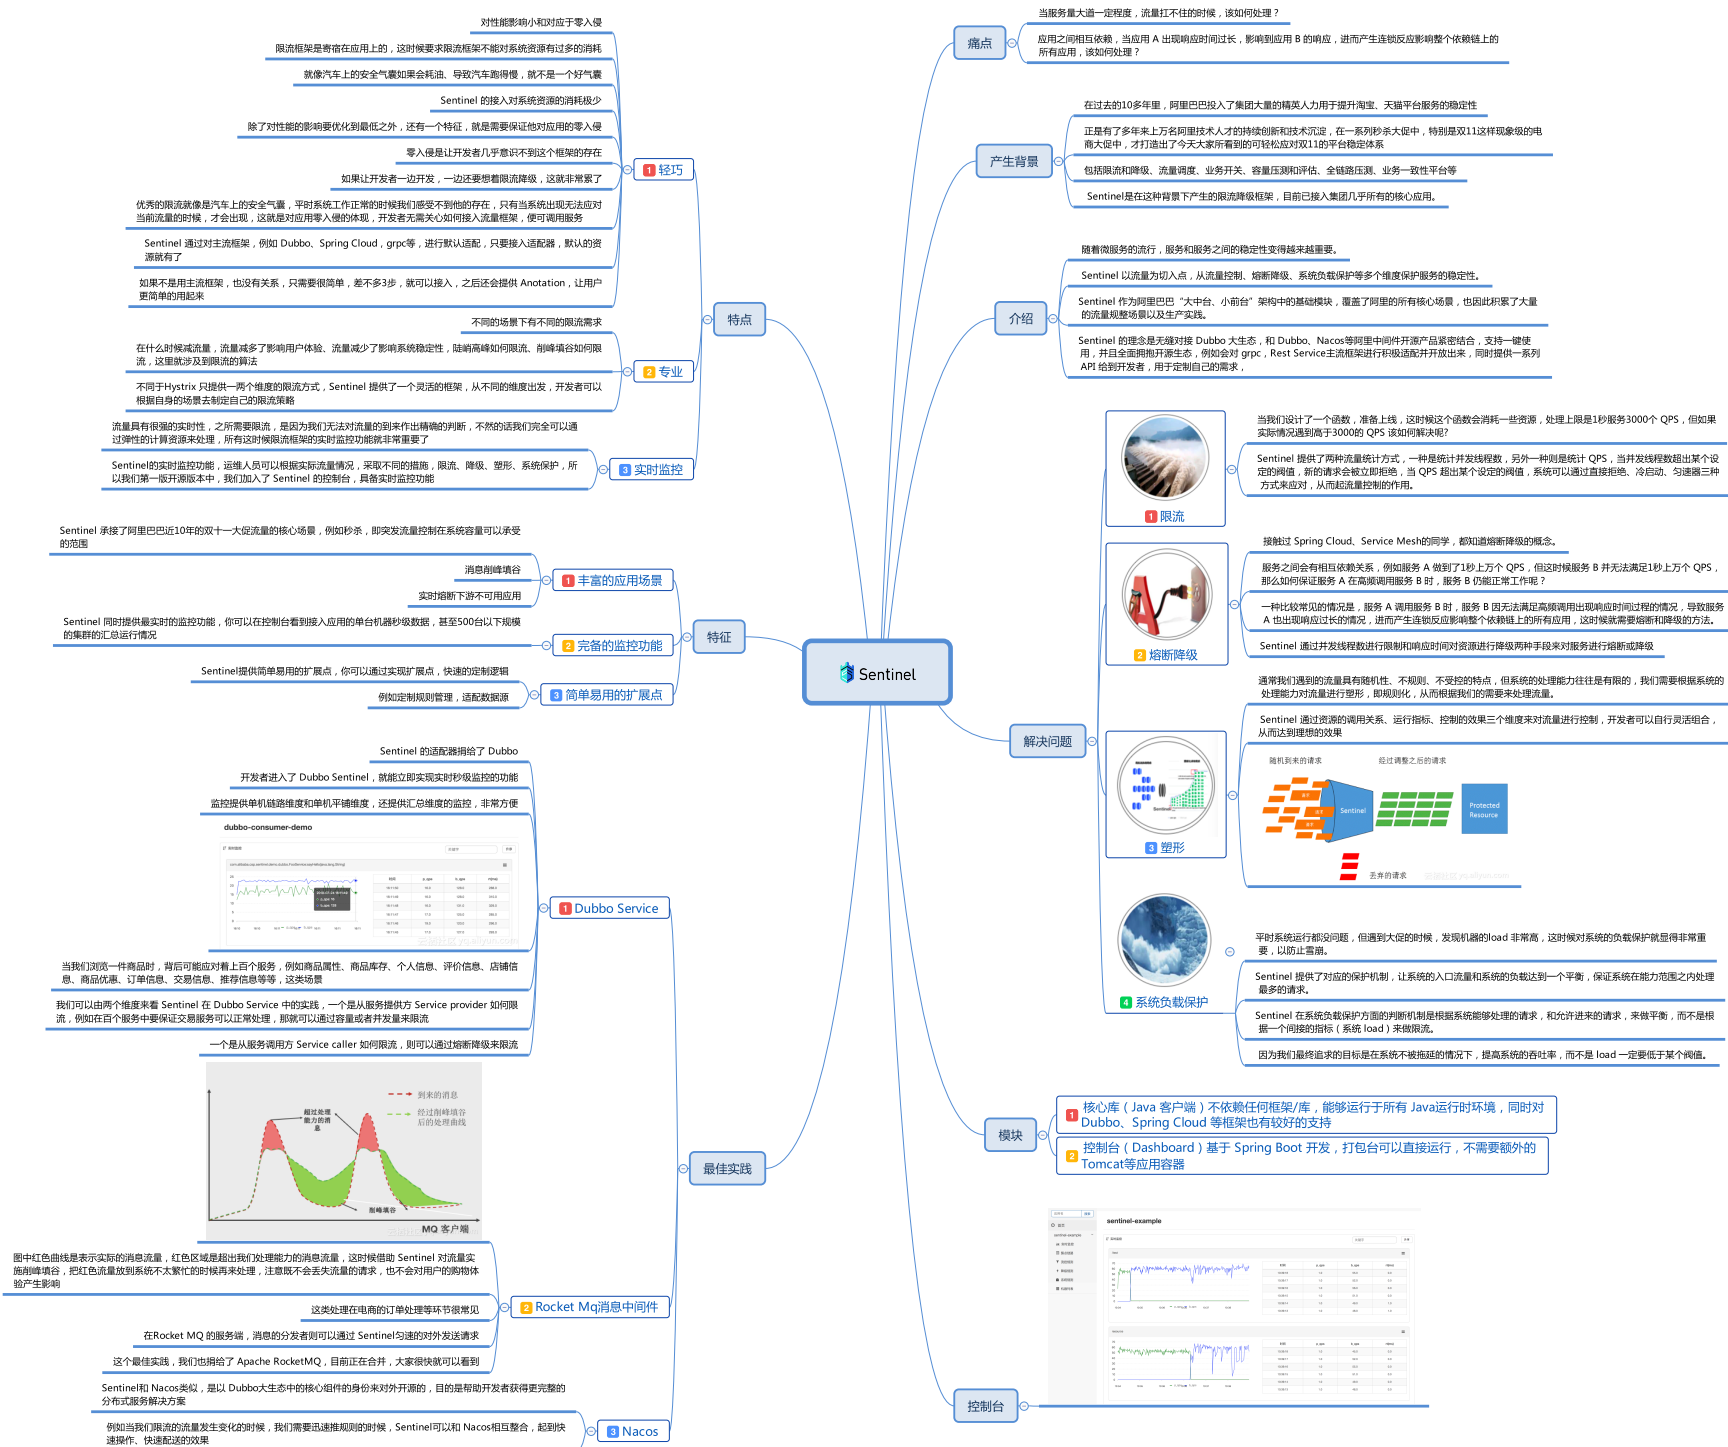 Sentinel
痛点
当服务量大道一定程度，流量扛不住的时候，该如何处理？
应用之间相互依赖，当应用 A 出现响应时间过长，影响到应用 B 的响应，进而产生连锁反应影响整个依赖链上的
所有应用，该如何处理？
产生背景
在过去的10多年里，阿里巴巴投入了集团大量的精英人力用于提升淘宝、天猫平台服务的稳定性
正是有了多年来上万名阿里技术人才的持续创新和技术沉淀，在一系列秒杀大促中，特别是双11这样现象级的电
商大促中，才打造出了今天大家所看到的可轻松应对双11的平台稳定体系
包括限流和降级、流量调度、业务开关、容量压测和评估、全链路压测、业务一致性平台等
Sentinel是在这种背景下产生的限流降级框架，目前已接入集团几乎所有的核心应用。
介绍
随着微服务的流行，服务和服务之间的稳定性变得越来越重要。
Sentinel 以流量为切入点，从流量控制、熔断降级、系统负载保护等多个维度保护服务的稳定性。
Sentinel 作为阿里巴巴“大中台、小前台”架构中的基础模块，覆盖了阿里的所有核心场景，也因此积累了大量
的流量规整场景以及生产实践。
Sentinel 的理念是无缝对接 Dubbo 大生态，和 Dubbo、Nacos等阿里中间件开源产品紧密结合，支持一键使
用，并且全面拥抱开源生态，例如会对 grpc，Rest Service主流框架进行积极适配并开放出来，同时提供一系列
API 给到开发者，用于定制自己的需求，
解决问题
1 限流
当我们设计了一个函数，准备上线，这时候这个函数会消耗一些资源，处理上限是1秒服务3000个 QPS，但如果
实际情况遇到高于3000的 QPS 该如何解决呢?
Sentinel 提供了两种流量统计方式，一种是统计并发线程数，另外一种则是统计 QPS，当并发线程数超出某个设
定的阀值，新的请求会被立即拒绝，当 QPS 超出某个设定的阀值，系统可以通过直接拒绝、冷启动、匀速器三种
方式来应对，从而起流量控制的作用。
2 熔断降级
接触过 Spring Cloud、Service Mesh的同学，都知道熔断降级的概念。
服务之间会有相互依赖关系，例如服务 A 做到了1秒上万个 QPS，但这时候服务 B 并无法满足1秒上万个 QPS，
那么如何保证服务 A 在高频调用服务 B 时，服务 B 仍能正常工作呢？
一种比较常见的情况是，服务 A 调用服务 B 时，服务 B 因无法满足高频调用出现响应时间过程的情况，导致服务
A 也出现响应过长的情况，进而产生连锁反应影响整个依赖链上的所有应用，这时候就需要熔断和降级的方法。
Sentinel 通过并发线程数进行限制和响应时间对资源进行降级两种手段来对服务进行熔断或降级
3 塑形
通常我们遇到的流量具有随机性、不规则、不受控的特点，但系统的处理能力往往是有限的，我们需要根据系统的
处理能力对流量进行塑形，即规则化，从而根据我们的需要来处理流量。
Sentinel 通过资源的调用关系、运行指标、控制的效果三个维度来对流量进行控制，开发者可以自行灵活组合，
从而达到理想的效果
随机到来的请求
经过调整之后的请求
Sentinel
Protected
Resource
丢弃的请求
4 系统负载保护
平时系统运行都没问题，但遇到大促的时候，发现机器的load 非常高，这时候对系统的负载保护就显得非常重
要，以防止雪崩。
Sentinel 提供了对应的保护机制，让系统的入口流量和系统的负载达到一个平衡，保证系统在能力范围之内处理
最多的请求。
Sentinel 在系统负载保护方面的判断机制是根据系统能够处理的请求，和允许进来的请求，来做平衡，而不是根
据一个间接的指标（系统 load）来做限流。
因为我们最终追求的目标是在系统不被拖延的情况下，提高系统的吞吐率，而不是 load 一定要低于某个阀值。
模块
1 核心库（Java 客户端）不依赖任何框架/库，能够运行于所有 Java运行时环境，同时对
Dubbo、Spring Cloud 等框架也有较好的支持
2 控制台（Dashboard）基于 Spring Boot 开发，打包台可以直接运行，不需要额外的
Tomcat等应用容器
控制台
sentinel-example
特点
1 轻巧
对性能影响小和对应于零入侵
限流框架是寄宿在应用上的，这时候要求限流框架不能对系统资源有过多的消耗
就像汽车上的安全气囊如果会耗油、导致汽车跑得慢，就不是一个好气囊
Sentinel 的接入对系统资源的消耗极少
除了对性能的影响要优化到最低之外，还有一个特征，就是需要保证他对应用的零入侵
零入侵是让开发者几乎意识不到这个框架的存在
如果让开发者一边开发，一边还要想着限流降级，这就非常累了
优秀的限流就像是汽车上的安全气囊，平时系统工作正常的时候我们感受不到他的存在，只有当系统出现无法应对
当前流量的时候，才会出现，这就是对应用零入侵的体现，开发者无需关心如何接入流量框架，便可调用服务
Sentinel 通过对主流框架，例如 Dubbo、Spring Cloud，grpc等，进行默认适配，只要接入适配器，默认的资
源就有了
如果不是用主流框架，也没有关系，只需要很简单，差不多3步，就可以接入，之后还会提供 Anotation，让用户
更简单的用起来
2 专业
不同的场景下有不同的限流需求
在什么时候减流量，流量减多了影响用户体验、流量减少了影响系统稳定性，陡峭高峰如何限流、削峰填谷如何限
流，这里就涉及到限流的算法
不同于Hystrix 只提供一两个维度的限流方式，Sentinel 提供了一个灵活的框架，从不同的维度出发，开发者可以
根据自身的场景去制定自己的限流策略
3 实时监控
流量具有很强的实时性，之所需要限流，是因为我们无法对流量的到来作出精确的判断，不然的话我们完全可以通
过弹性的计算资源来处理，所有这时候限流框架的实时监控功能就非常重要了
Sentinel的实时监控功能，运维人员可以根据实际流量情况，采取不同的措施，限流、降级、塑形、系统保护，所
以我们第一版开源版本中，我们加入了 Sentinel 的控制台，具备实时监控功能
特征
1 丰富的应用场景
Sentinel 承接了阿里巴巴近10年的双十一大促流量的核心场景，例如秒杀，即突发流量控制在系统容量可以承受
的范围
消息削峰填谷
实时熔断下游不可用应用
2 完备的监控功能
Sentinel 同时提供最实时的监控功能，你可以在控制台看到接入应用的单台机器秒级数据，甚至500台以下规模
的集群的汇总运行情况
3 简单易用的扩展点
Sentinel提供简单易用的扩展点，你可以通过实现扩展点，快速的定制逻辑
例如定制规则管理，适配数据源
最佳实践
1 Dubbo Service
Sentinel 的适配器捐给了 Dubbo
开发者进入了 Dubbo Sentinel，就能立即实现实时秒级监控的功能
监控提供单机链路维度和单机平铺维度，还提供汇总维度的监控，非常方便
dubbo-consumer-demo
当我们浏览一件商品时，背后可能应对着上百个服务，例如商品属性、商品库存、个人信息、评价信息、店铺信
息、商品优惠、订单信息、交易信息、推荐信息等等，这类场景
我们可以由两个维度来看 Sentinel 在 Dubbo Service 中的实践，一个是从服务提供方 Service provider 如何限
流，例如在百个服务中要保证交易服务可以正常处理，那就可以通过容量或者并发量来限流
一个是从服务调用方 Service caller 如何限流，则可以通过熔断降级来限流
2 Rocket Mq消息中间件
到来的消息
经过削峰填谷
后的处理曲线
超过处理
能力的消
息
削峰填谷
MQ 客户端
图中红色曲线是表示实际的消息流量，红色区域是超出我们处理能力的消息流量，这时候借助 Sentinel 对流量实
施削峰填谷，把红色流量放到系统不太繁忙的时候再来处理，注意既不会丢失流量的请求，也不会对用户的购物体
验产生影响
这类处理在电商的订单处理等环节很常见
在Rocket MQ 的服务端，消息的分发者则可以通过 Sentinel匀速的对外发送请求
这个最佳实践，我们也捐给了 Apache RocketMQ，目前正在合并，大家很快就可以看到
3 Nacos
Sentinel和 Nacos类似，是以 Dubbo大生态中的核心组件的身份来对外开源的，目的是帮助开发者获得更完整的
分布式服务解决方案
例如当我们限流的流量发生变化的时候，我们需要迅速推规则的时候，Sentinel可以和 Nacos相互整合，起到快
速操作、快速配送的效果